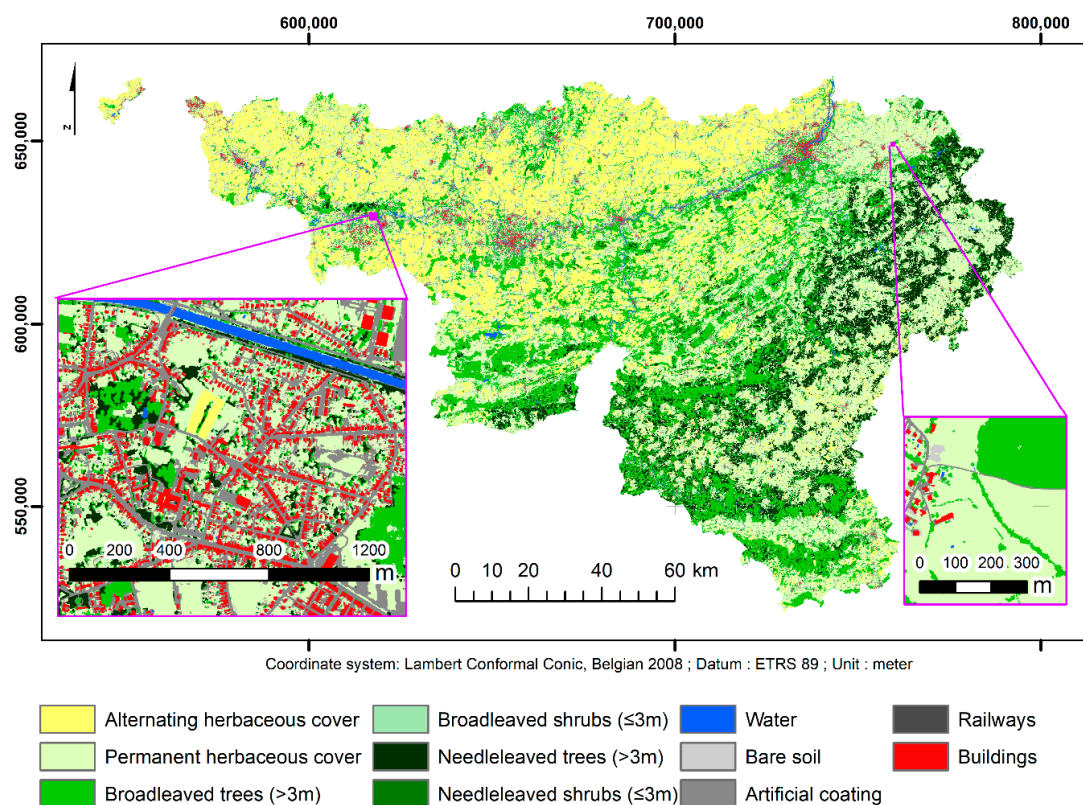 600,000 700,000 800,000
z
650,000
600,000
550,000
0 200 400 800 1200
m
0 20 40 60 km
0 100 200 300
m
Coordinate system: Lambert Conformal Conic, Belgian 2008 ; Datum : ETRS 89 ; Unit : meter
Alternating herbaceous cover Broadleaved shrubs (≤3m) Water Railways
Permanent herbaceous cover Needleleaved trees (>3m) Bare soil Buildings
Broadleaved trees (>3m) Needleleaved shrubs (≤3m) Artificial coating